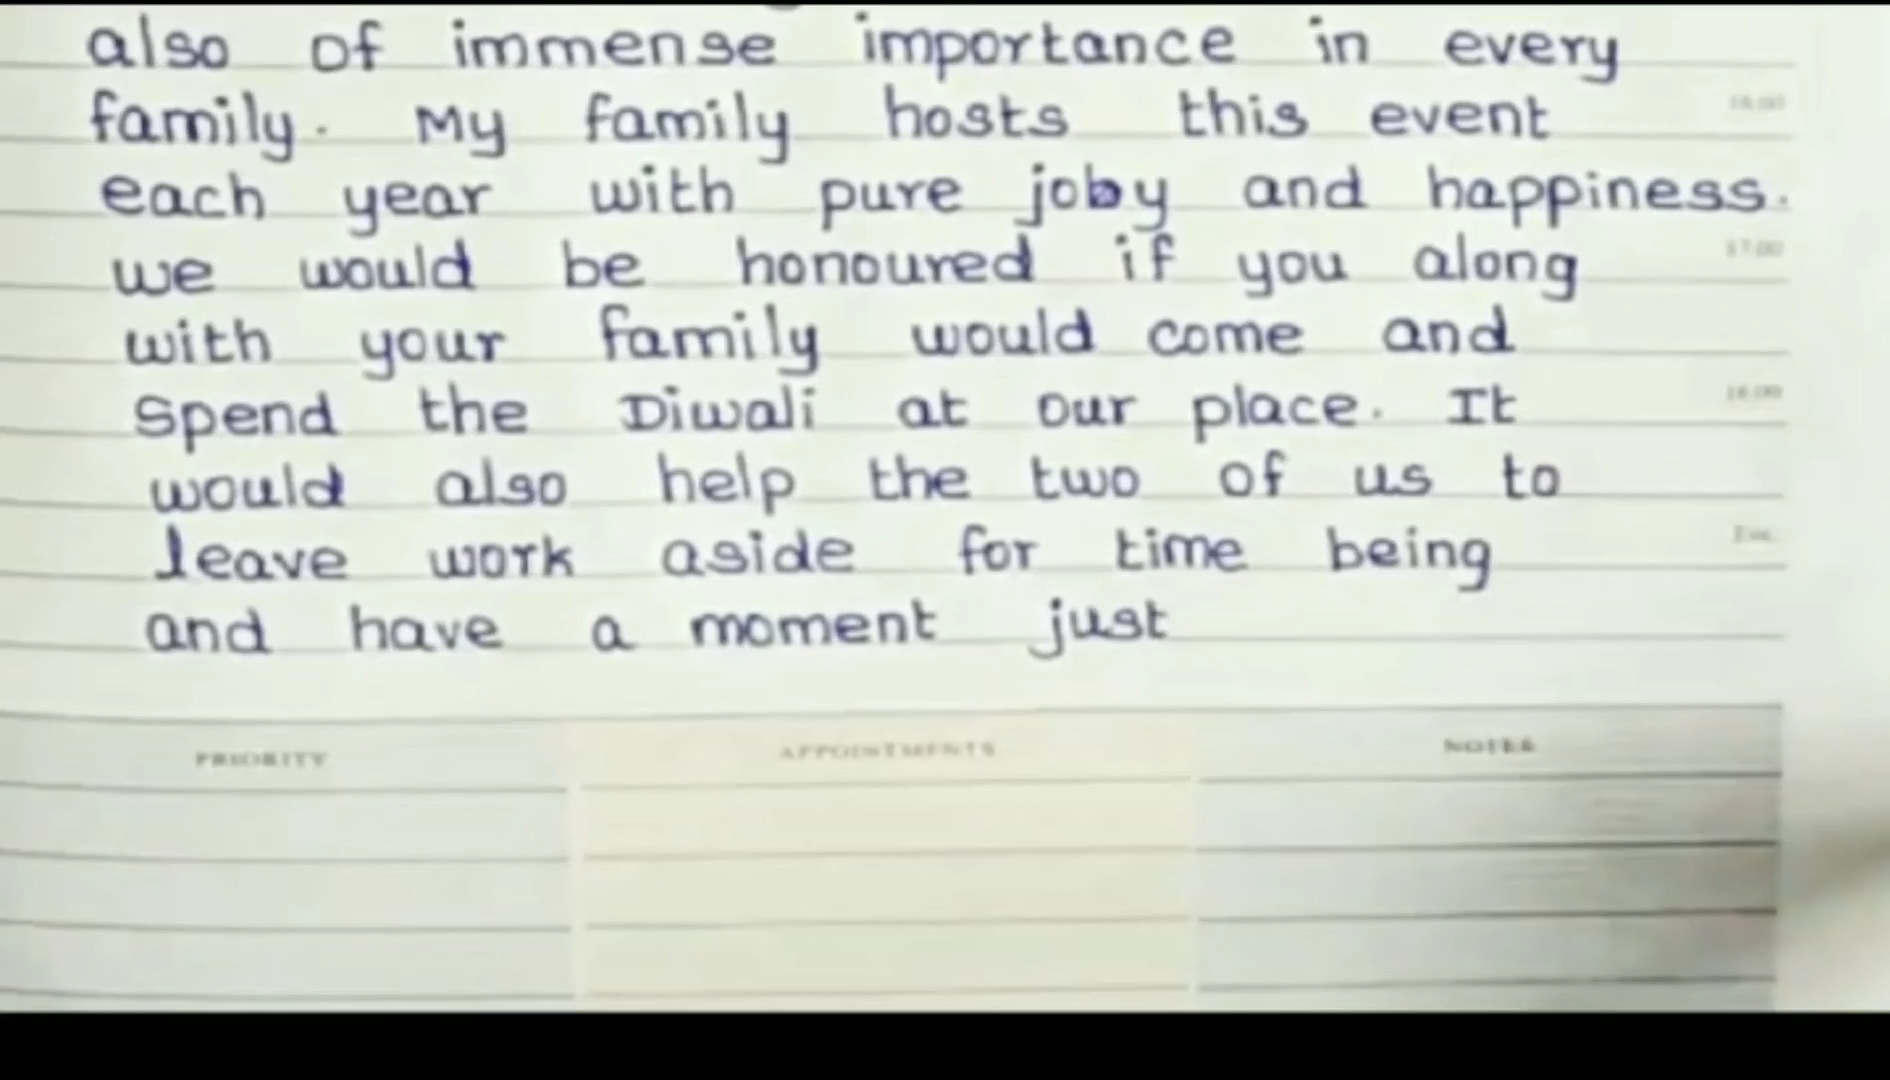 also of immense importance in every
family. My family hosts this event
each year with pure joby and happiness.
we would be honoured if you along
with your family would come and
spend the Diwali at our place. It
would also help the two of us to
leave work aside for time being
and have a moment just
PRIORITY APPOINTMENTS NOTES